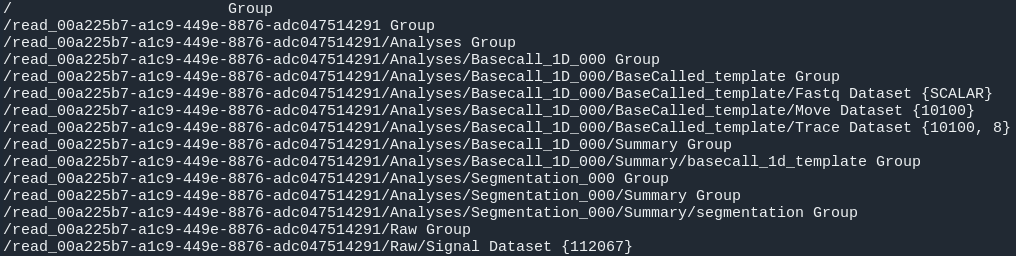 /                        Group
/read_00a225b7-a1c9-449e-8876-adc047514291 Group
/read_00a225b7-a1c9-449e-8876-adc047514291/Analyses Group
/read_00a225b7-a1c9-449e-8876-adc047514291/Analyses/Basecall_1D_000 Group
/read_00a225b7-a1c9-449e-8876-adc047514291/Analyses/Basecall_1D_000/BaseCalled_template Group
/read_00a225b7-a1c9-449e-8876-adc047514291/Analyses/Basecall_1D_000/BaseCalled_template/Fastq Dataset {SCALAR}
/read_00a225b7-a1c9-449e-8876-adc047514291/Analyses/Basecall_1D_000/BaseCalled_template/Move Dataset {10100}
/read_00a225b7-a1c9-449e-8876-adc047514291/Analyses/Basecall_1D_000/BaseCalled_template/Trace Dataset {10100, 8}
/read_00a225b7-a1c9-449e-8876-adc047514291/Analyses/Basecall_1D_000/Summary Group
/read_00a225b7-a1c9-449e-8876-adc047514291/Analyses/Basecall_1D_000/Summary/basecall_1d_template Group
/read_00a225b7-a1c9-449e-8876-adc047514291/Analyses/Segmentation_000 Group
/read_00a225b7-a1c9-449e-8876-adc047514291/Analyses/Segmentation_000/Summary Group
/read_00a225b7-a1c9-449e-8876-adc047514291/Analyses/Segmentation_000/Summary/segmentation Group
/read_00a225b7-a1c9-449e-8876-adc047514291/Raw Group
/read_00a225b7-a1c9-449e-8876-adc047514291/Raw/Signal Dataset {112067}